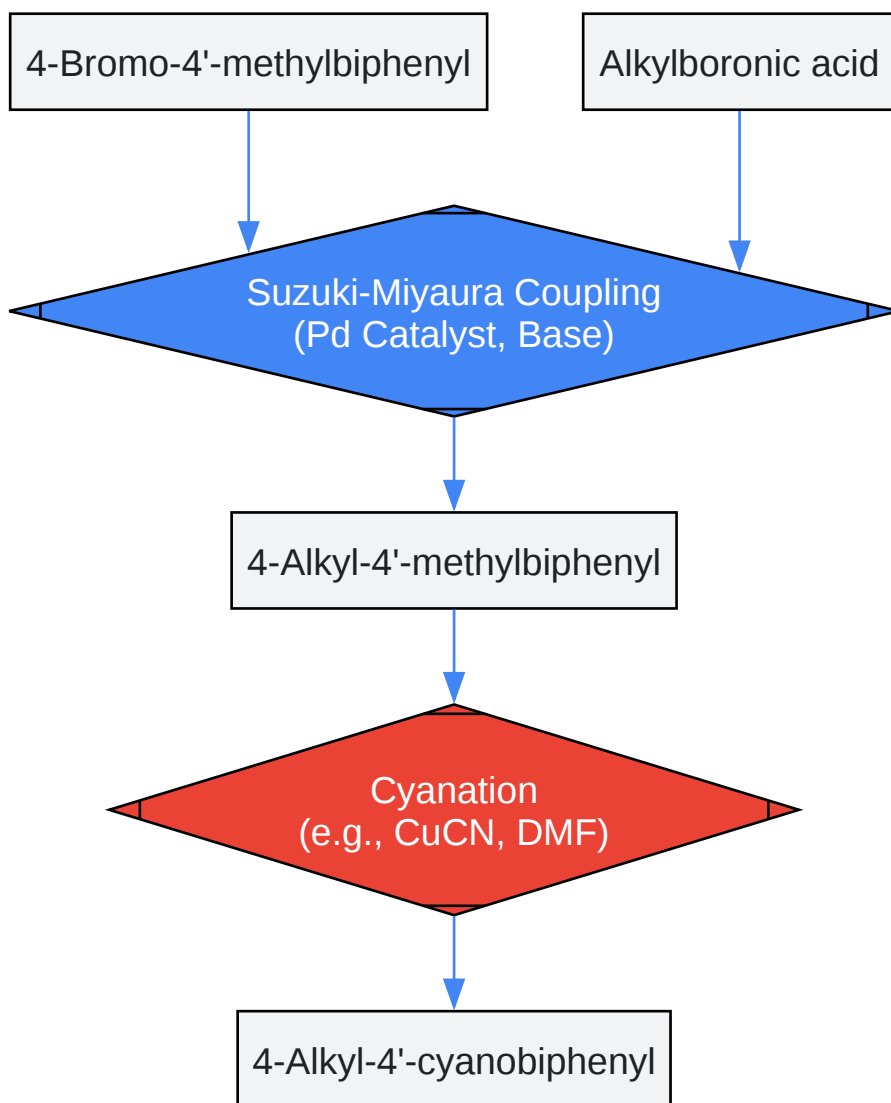 4-Bromo-4'-methylbiphenyl
Alkylboronic acid
Suzuki-Miyaura Coupling
(Pd Catalyst, Base)
4-Alkyl-4'-methylbiphenyl
Cyanation
(e.g., CuCN, DMF)
4-Alkyl-4'-cyanobiphenyl